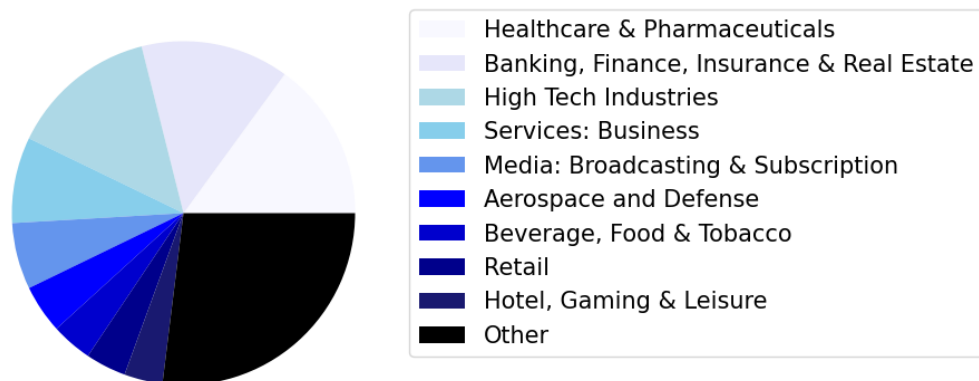 Healthcare & Pharmaceuticals
Banking, Finance, Insurance & Real Estate
High Tech Industries
Services: Business
Media: Broadcasting & Subscription
Aerospace and Defense
Beverage, Food & Tobacco
Retail
Hotel, Gaming & Leisure
Other